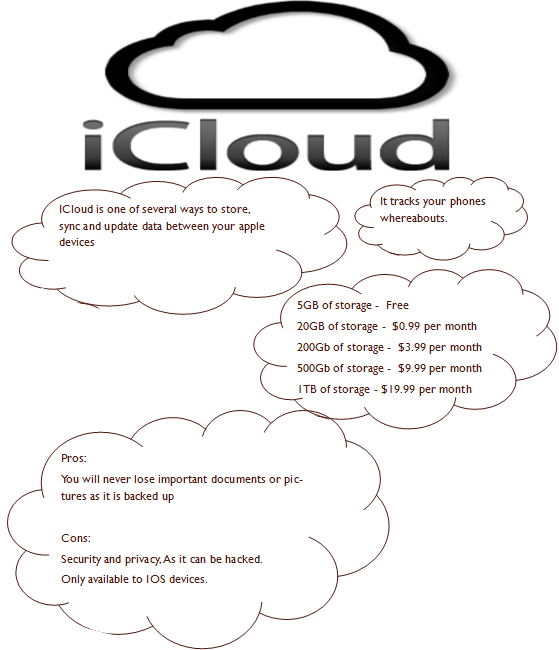 iCloud
ICloud is one of several ways to store,
sync and update data between your apple
devices
It tracks your phones
whereabouts.
5GB of storage -  Free
20GB of storage -  $0.99 per month
200Gb of storage -  $3.99 per month
500Gb of storage -  $9.99 per month
1TB of storage - $19.99 per month
Pros:
You will never lose important documents or pic-
tures as it is backed up
Cons:
Security and privacy, As it can be hacked.
Only available to IOS devices.